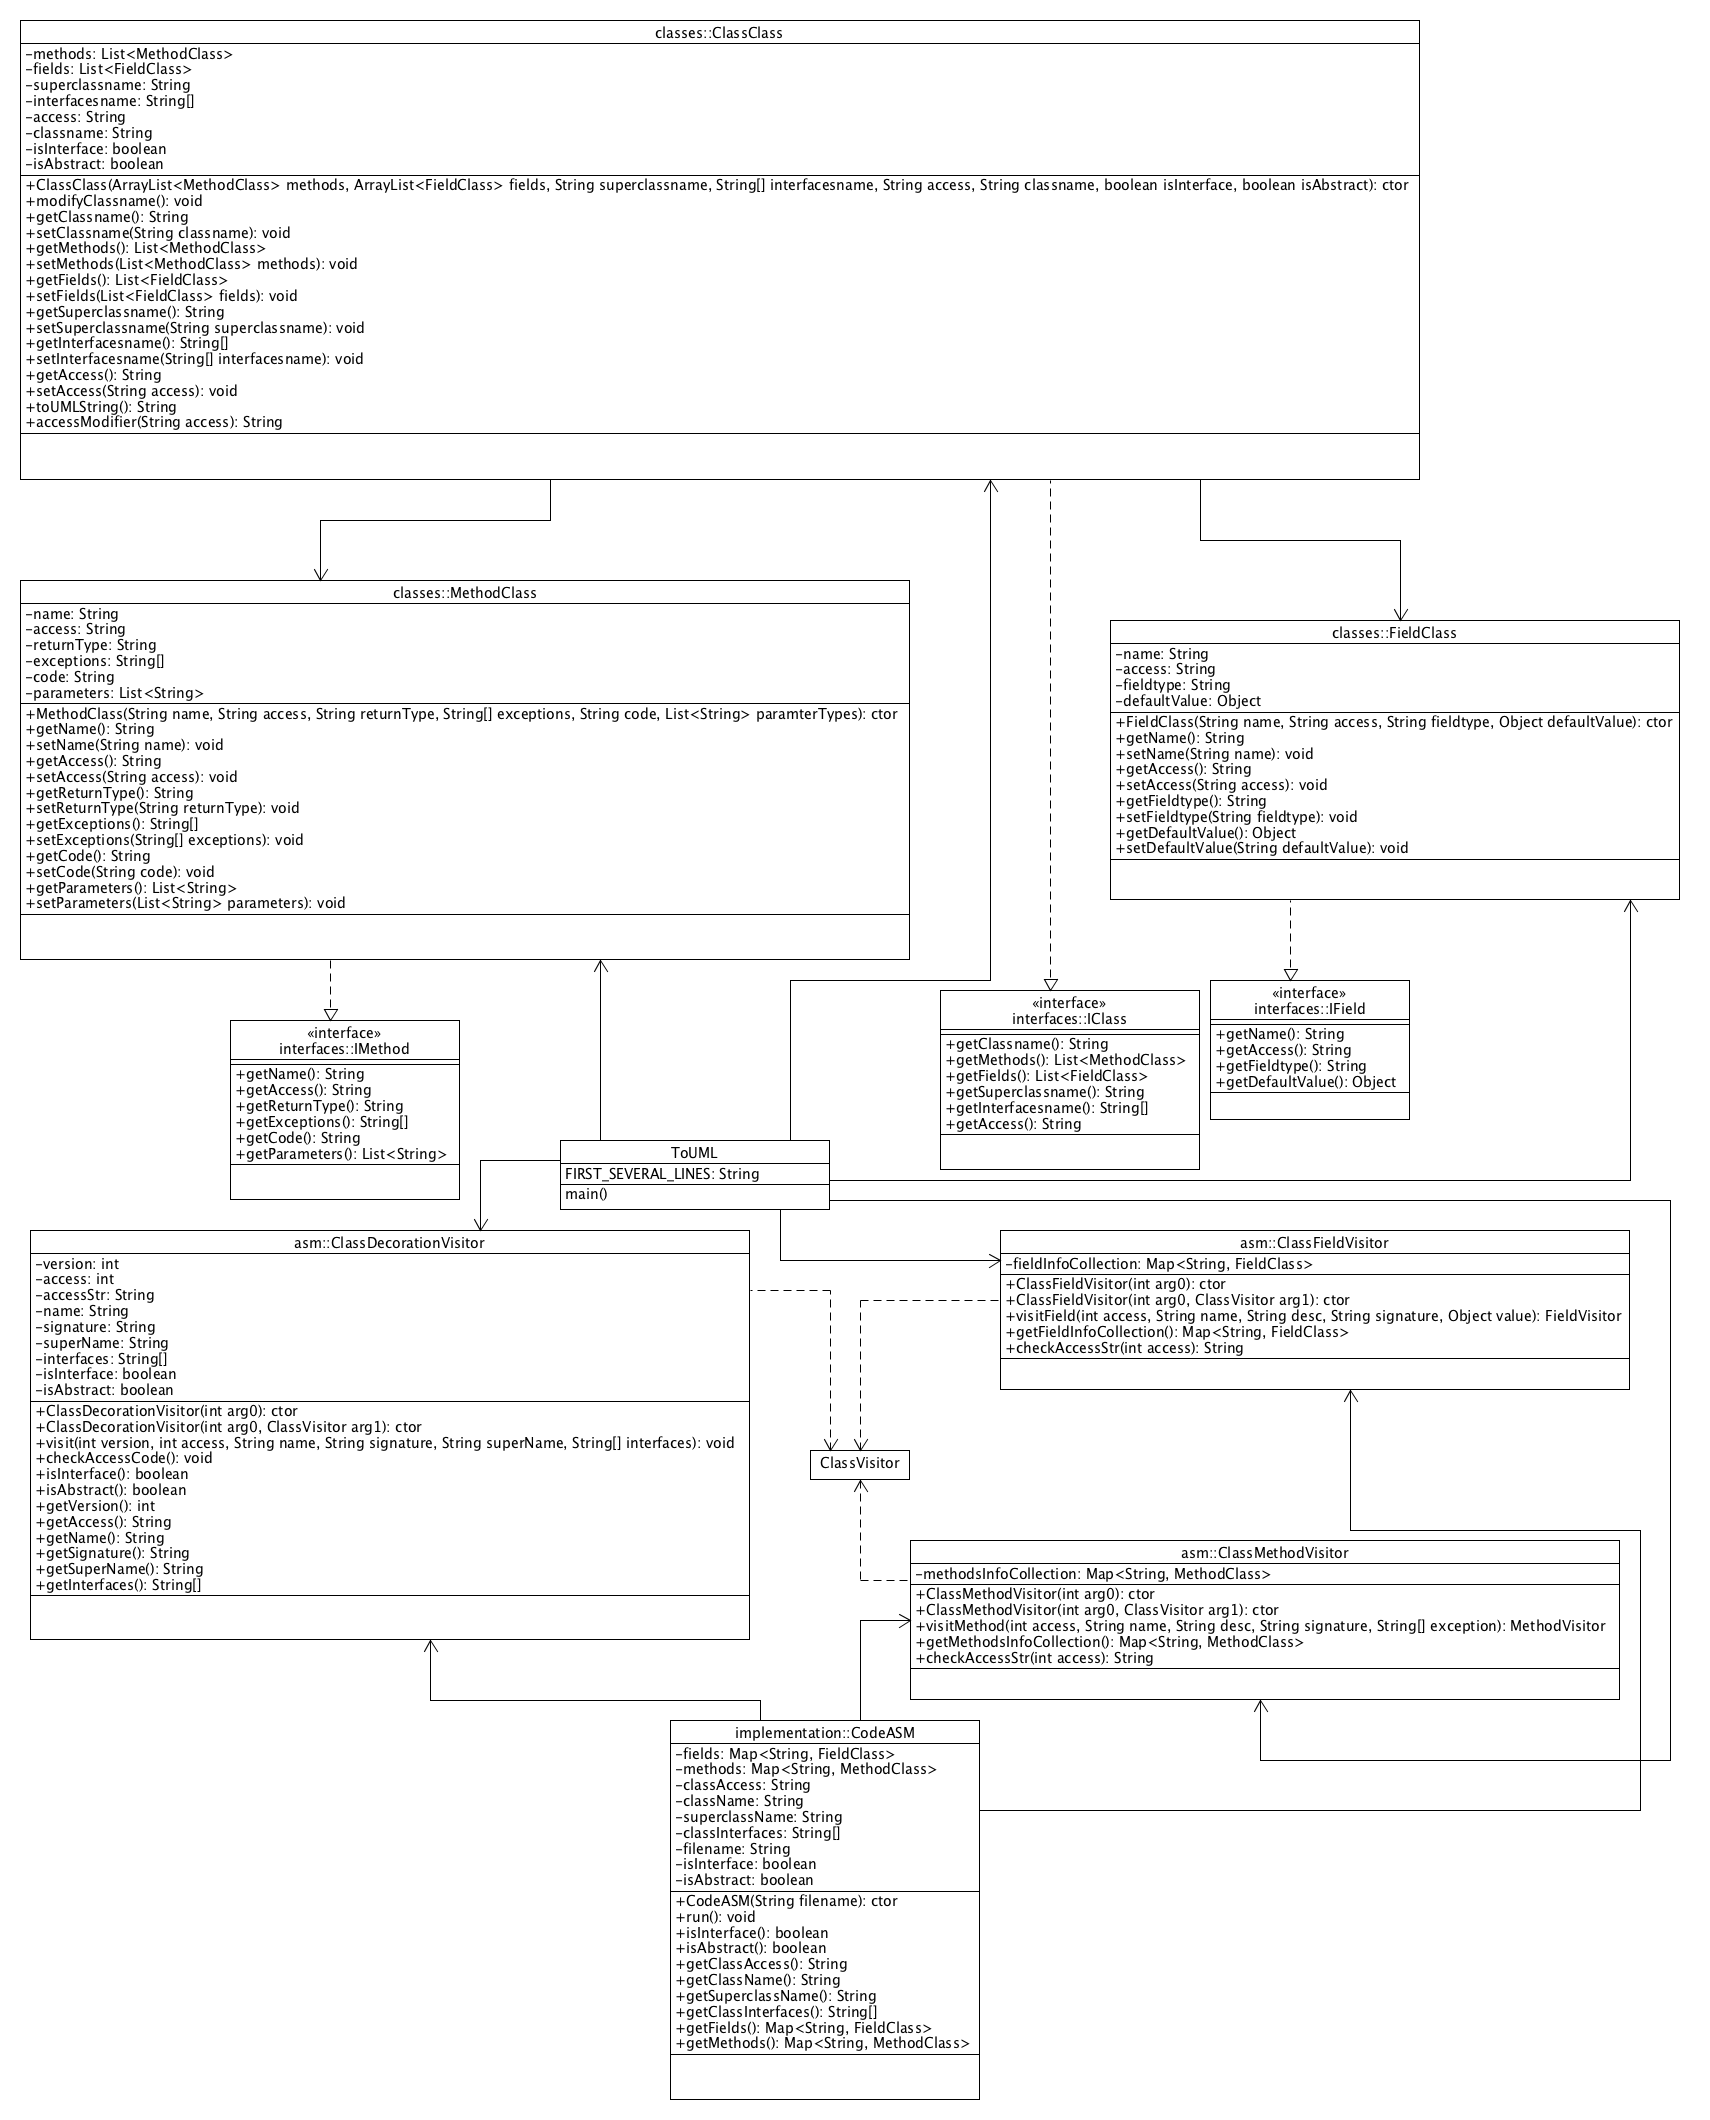 classes::ClassClass
-methods: List<MethodClass>
-fields: List<FieldClass>
-superclassname: String
-interfacesname: String[]
-access: String
-classname: String
-isInterface: boolean
-isAbstract: boolean
+ClassClass(ArrayList<MethodClass> methods, ArrayList<FieldClass> fields, String superclassname, String[] interfacesname, String access, String classname, boolean isInterface, boolean isAbstract): ctor
+modifyClassname(): void
+getClassname(): String
+setClassname(String classname): void
+getMethods(): List<MethodClass>
+setMethods(List<MethodClass> methods): void
+getFields(): List<FieldClass>
+setFields(List<FieldClass> fields): void
+getSuperclassname(): String
+setSuperclassname(String superclassname): void
+getInterfacesname(): String[]
+setInterfacesname(String[] interfacesname): void
+getAccess(): String
+setAccess(String access): void
+toUMLString(): String
+accessModifier(String access): String
classes::MethodClass
-name: String
-access: String
-returnType: String
-exceptions: String[]
-code: String
-parameters: List<String>
+MethodClass(String name, String access, String returnType, String[] exceptions, String code, List<String> paramterTypes): ctor
+getName(): String
+setName(String name): void
+getAccess(): String
+setAccess(String access): void
+getReturnType(): String
+setReturnType(String returnType): void
+getExceptions(): String[]
+setExceptions(String[] exceptions): void
+getCode(): String
+setCode(String code): void
+getParameters(): List<String>
+setParameters(List<String> parameters): void
classes::FieldClass
-name: String
-access: String
-fieldtype: String
-defaultValue: Object
+FieldClass(String name, String access, String fieldtype, Object defaultValue): ctor
+getName(): String
+setName(String name): void
+getAccess(): String
+setAccess(String access): void
+getFieldtype(): String
+setFieldtype(String fieldtype): void
+getDefaultValue(): Object
+setDefaultValue(String defaultValue): void
«interface»
interfaces::IMethod
+getName(): String
+getAccess(): String
+getReturnType(): String
+getExceptions(): String[]
+getCode(): String
+getParameters(): List<String>
«interface»
interfaces::IClass
+getClassname(): String
+getMethods(): List<MethodClass>
+getFields(): List<FieldClass>
+getSuperclassname(): String
+getInterfacesname(): String[]
+getAccess(): String
«interface»
interfaces::IField
+getName(): String
+getAccess(): String
+getFieldtype(): String
+getDefaultValue(): Object
ToUML
FIRST_SEVERAL_LINES: String
main()
asm::ClassDecorationVisitor
-version: int
-access: int
-accessStr: String
-name: String
-signature: String
-superName: String
-interfaces: String[]
-isInterface: boolean
-isAbstract: boolean
+ClassDecorationVisitor(int arg0): ctor
+ClassDecorationVisitor(int arg0, ClassVisitor arg1): ctor
+visit(int version, int access, String name, String signature, String superName, String[] interfaces): void
+checkAccessCode(): void
+isInterface(): boolean
+isAbstract(): boolean
+getVersion(): int
+getAccess(): String
+getName(): String
+getSignature(): String
+getSuperName(): String
+getInterfaces(): String[]
asm::ClassFieldVisitor
-fieldInfoCollection: Map<String, FieldClass>
+ClassFieldVisitor(int arg0): ctor
+ClassFieldVisitor(int arg0, ClassVisitor arg1): ctor
+visitField(int access, String name, String desc, String signature, Object value): FieldVisitor
+getFieldInfoCollection(): Map<String, FieldClass>
+checkAccessStr(int access): String
ClassVisitor
asm::ClassMethodVisitor
-methodsInfoCollection: Map<String, MethodClass>
+ClassMethodVisitor(int arg0): ctor
+ClassMethodVisitor(int arg0, ClassVisitor arg1): ctor
+visitMethod(int access, String name, String desc, String signature, String[] exception): MethodVisitor
+getMethodsInfoCollection(): Map<String, MethodClass>
+checkAccessStr(int access): String
implementation::CodeASM
-fields: Map<String, FieldClass>
-methods: Map<String, MethodClass>
-classAccess: String
-className: String
-superclassName: String
-classInterfaces: String[]
-filename: String
-isInterface: boolean
-isAbstract: boolean
+CodeASM(String filename): ctor
+run(): void
+isInterface(): boolean
+isAbstract(): boolean
+getClassAccess(): String
+getClassName(): String
+getSuperclassName(): String
+getClassInterfaces(): String[]
+getFields(): Map<String, FieldClass>
+getMethods(): Map<String, MethodClass>